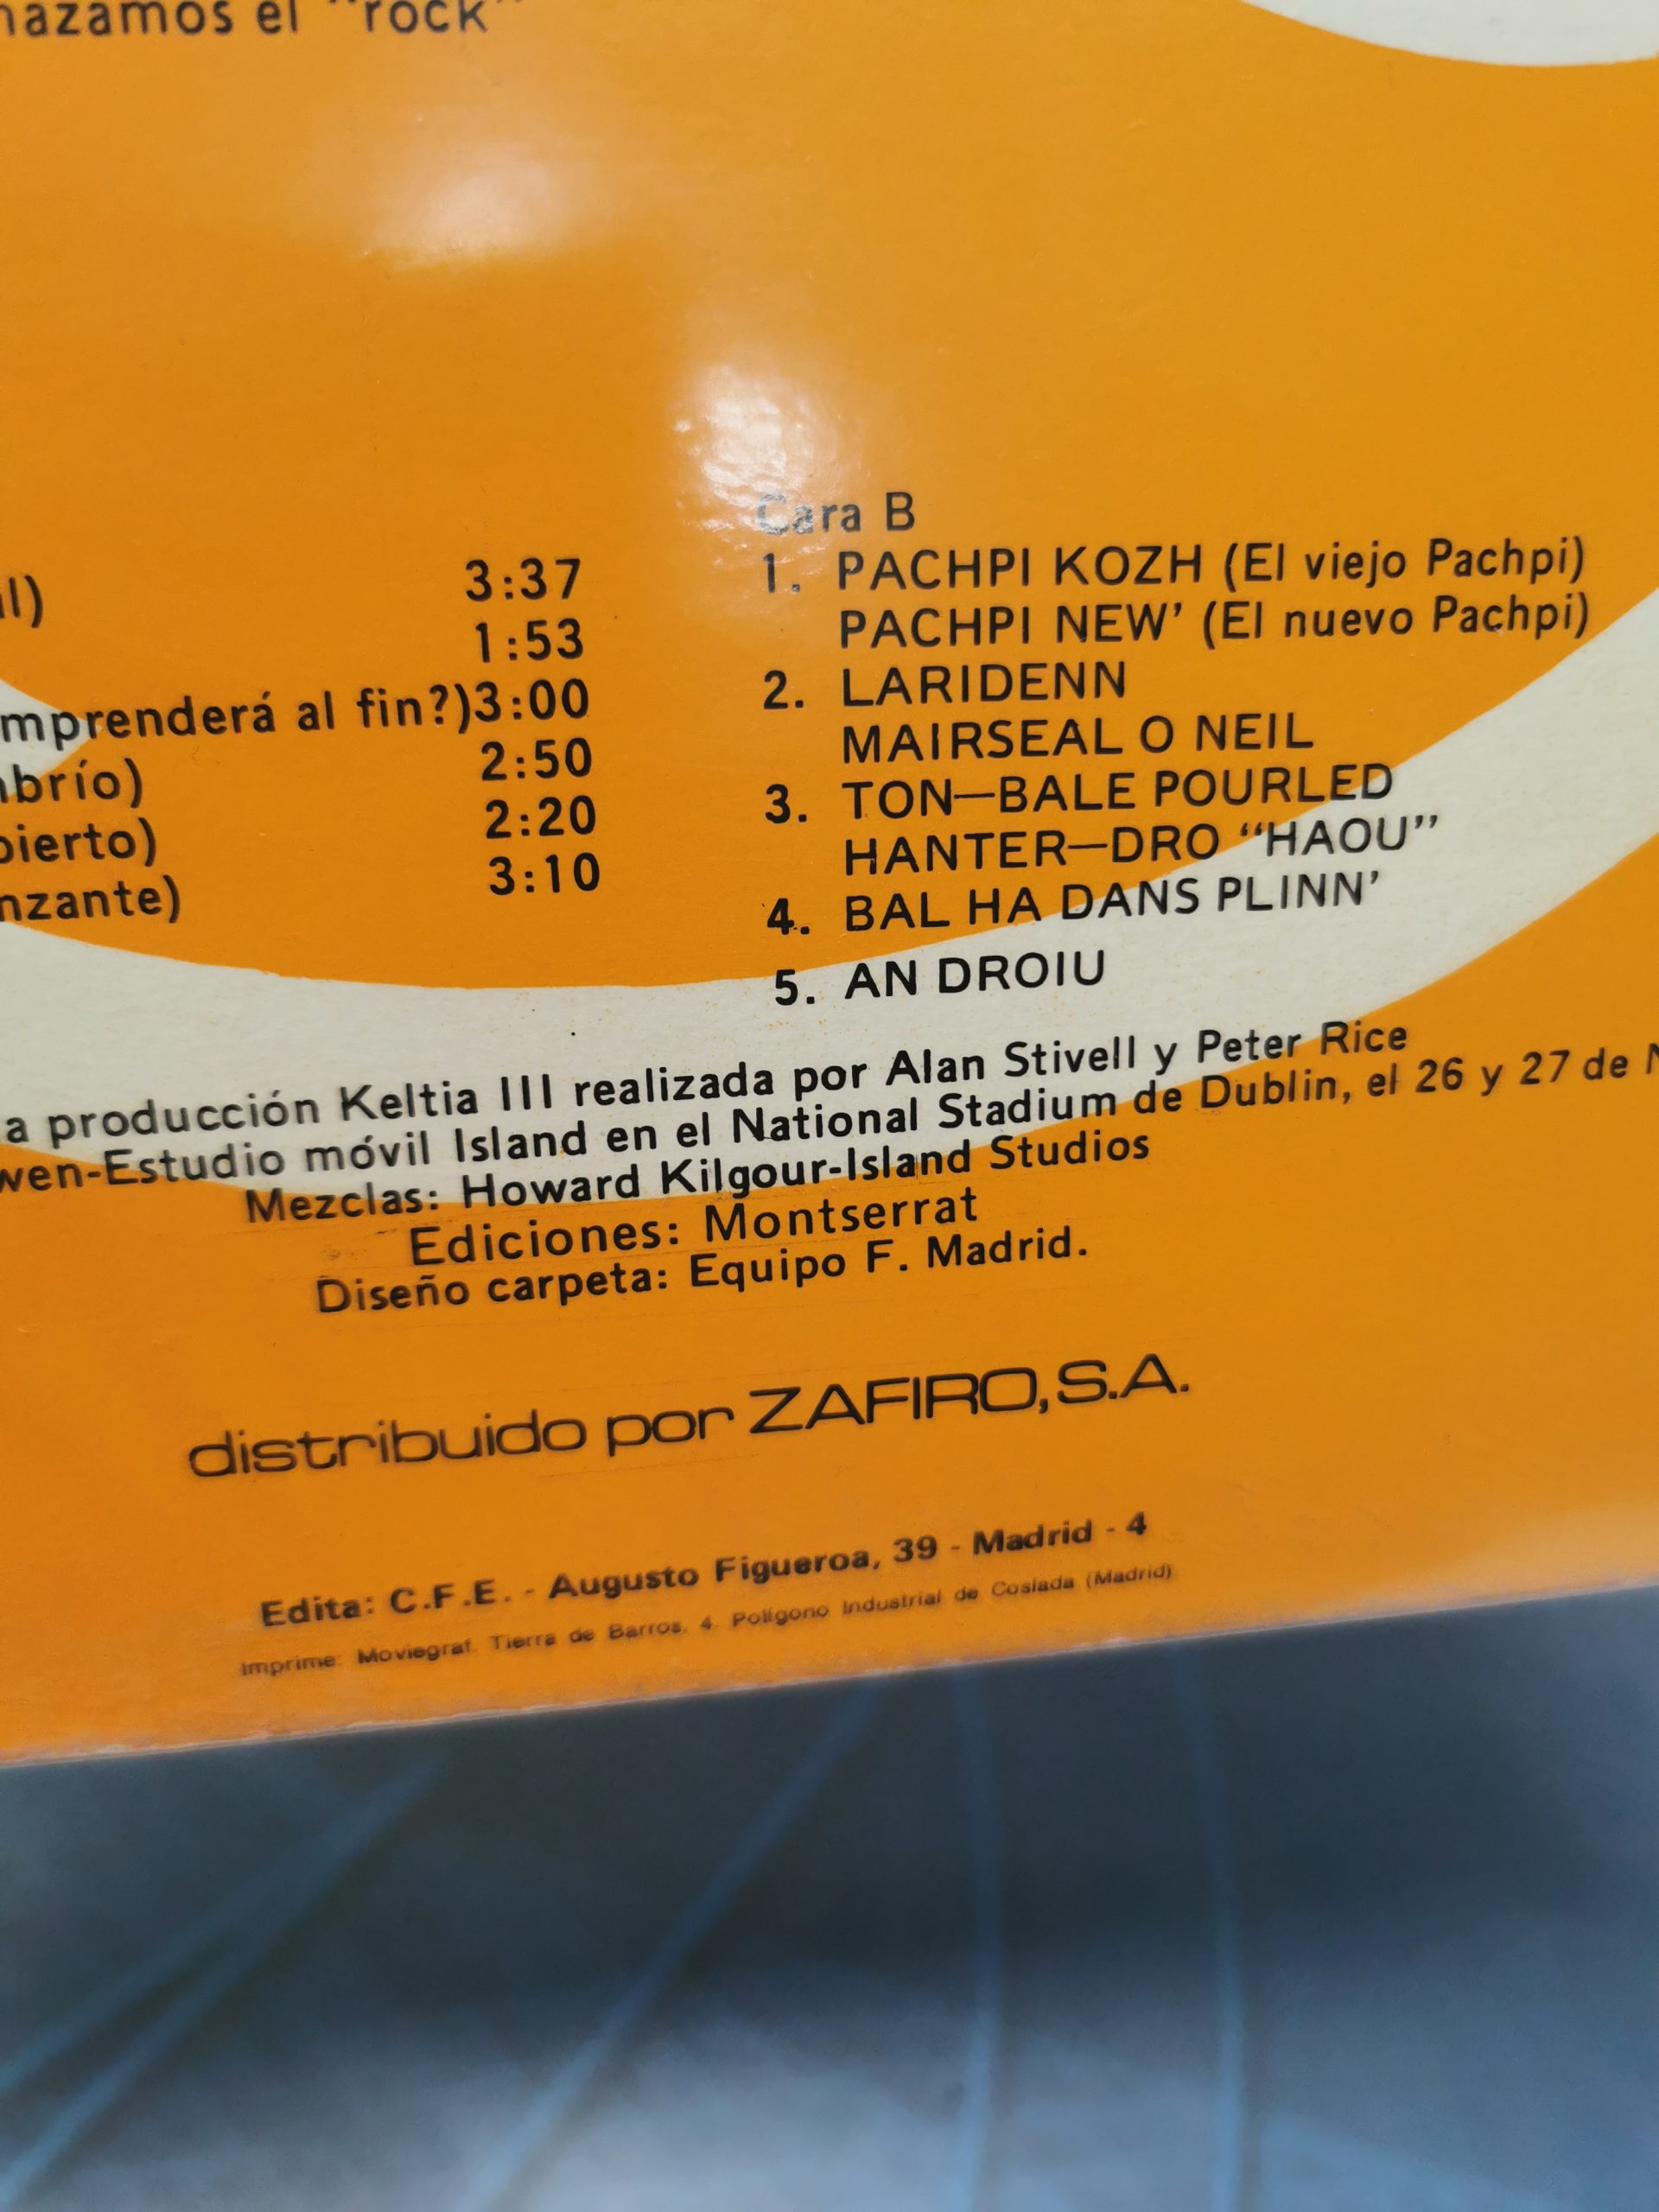 hazamos el "rock"
al) 3:37
1:53
mprenderá al fin?)3:00
brío) 2:50
bierto) 2:20
nzante) 3:10
Cara B
1. PACHPI KOZH (El viejo Pachpi)
PACHPI NEW' (El nuevo Pachpi)
2. LARIDENN
MAIRSEAL O NEIL
3. TON—BALE POURLED
HANTER—DRO "HAOU"
4. BAL HA DANS PLINN'
5. AN DROIU
a producción Keltia III realizada por Alan Stivell y Peter Rice
wen-Estudio móvil Island en el National Stadium de Dublin, el 26 y 27 de N
Mezclas: Howard Kilgour-Island Studios
Ediciones: Montserrat
Diseño carpeta: Equipo F. Madrid.
distribuido por ZAFIRO, S.A.
Edita: C.F.E. - Augusto Figueroa, 39 - Madrid - 4
Imprime: Moviegraf. Tierra de Barros, 4. Polígono Industrial de Coslada (Madrid)